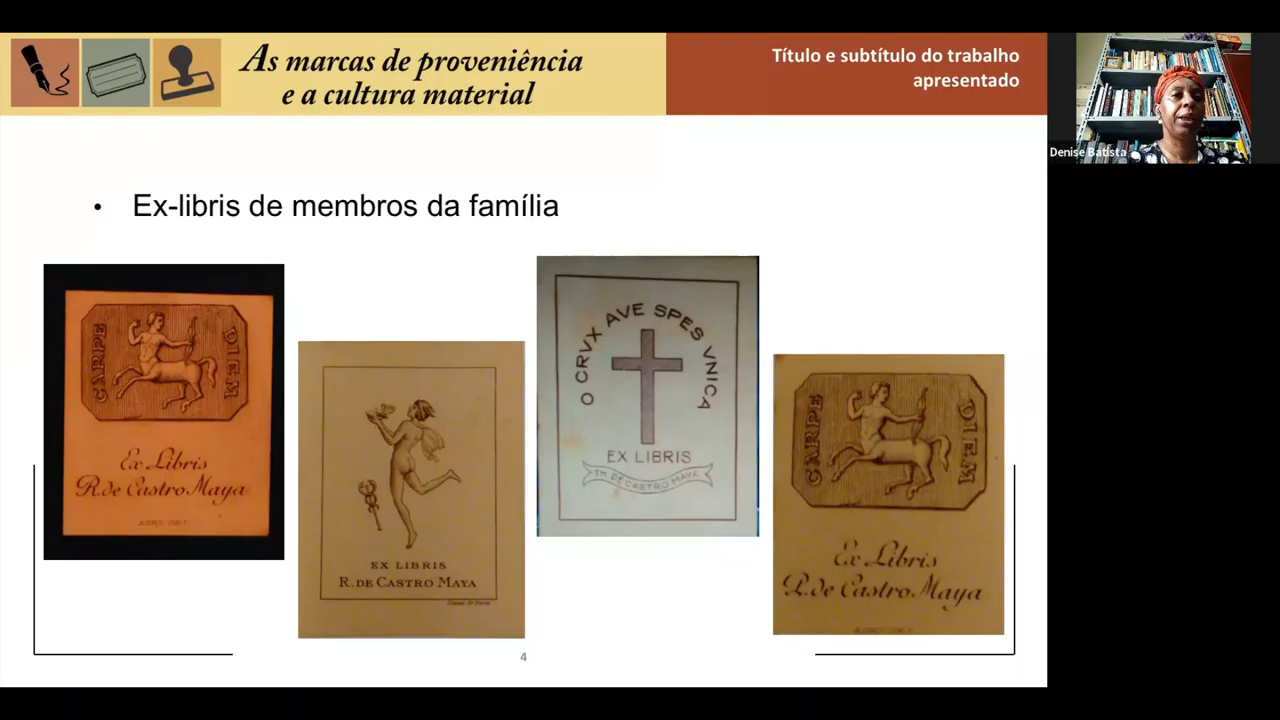 As marcas de proveniência
e a cultura material
Título e subtítulo do trabalho
apresentado
Denise Batista
• Ex-libris de membros da família
CARPE DIEM
Ex Libris
R. de Castro Maya
EX LIBRIS
R. DE CASTRO MAYA
O CRVX AVE SPES VNICA
EX LIBRIS
TH. DE CASTRO MAYA
CARPE DIEM
Ex Libris
R. de Castro Maya
4